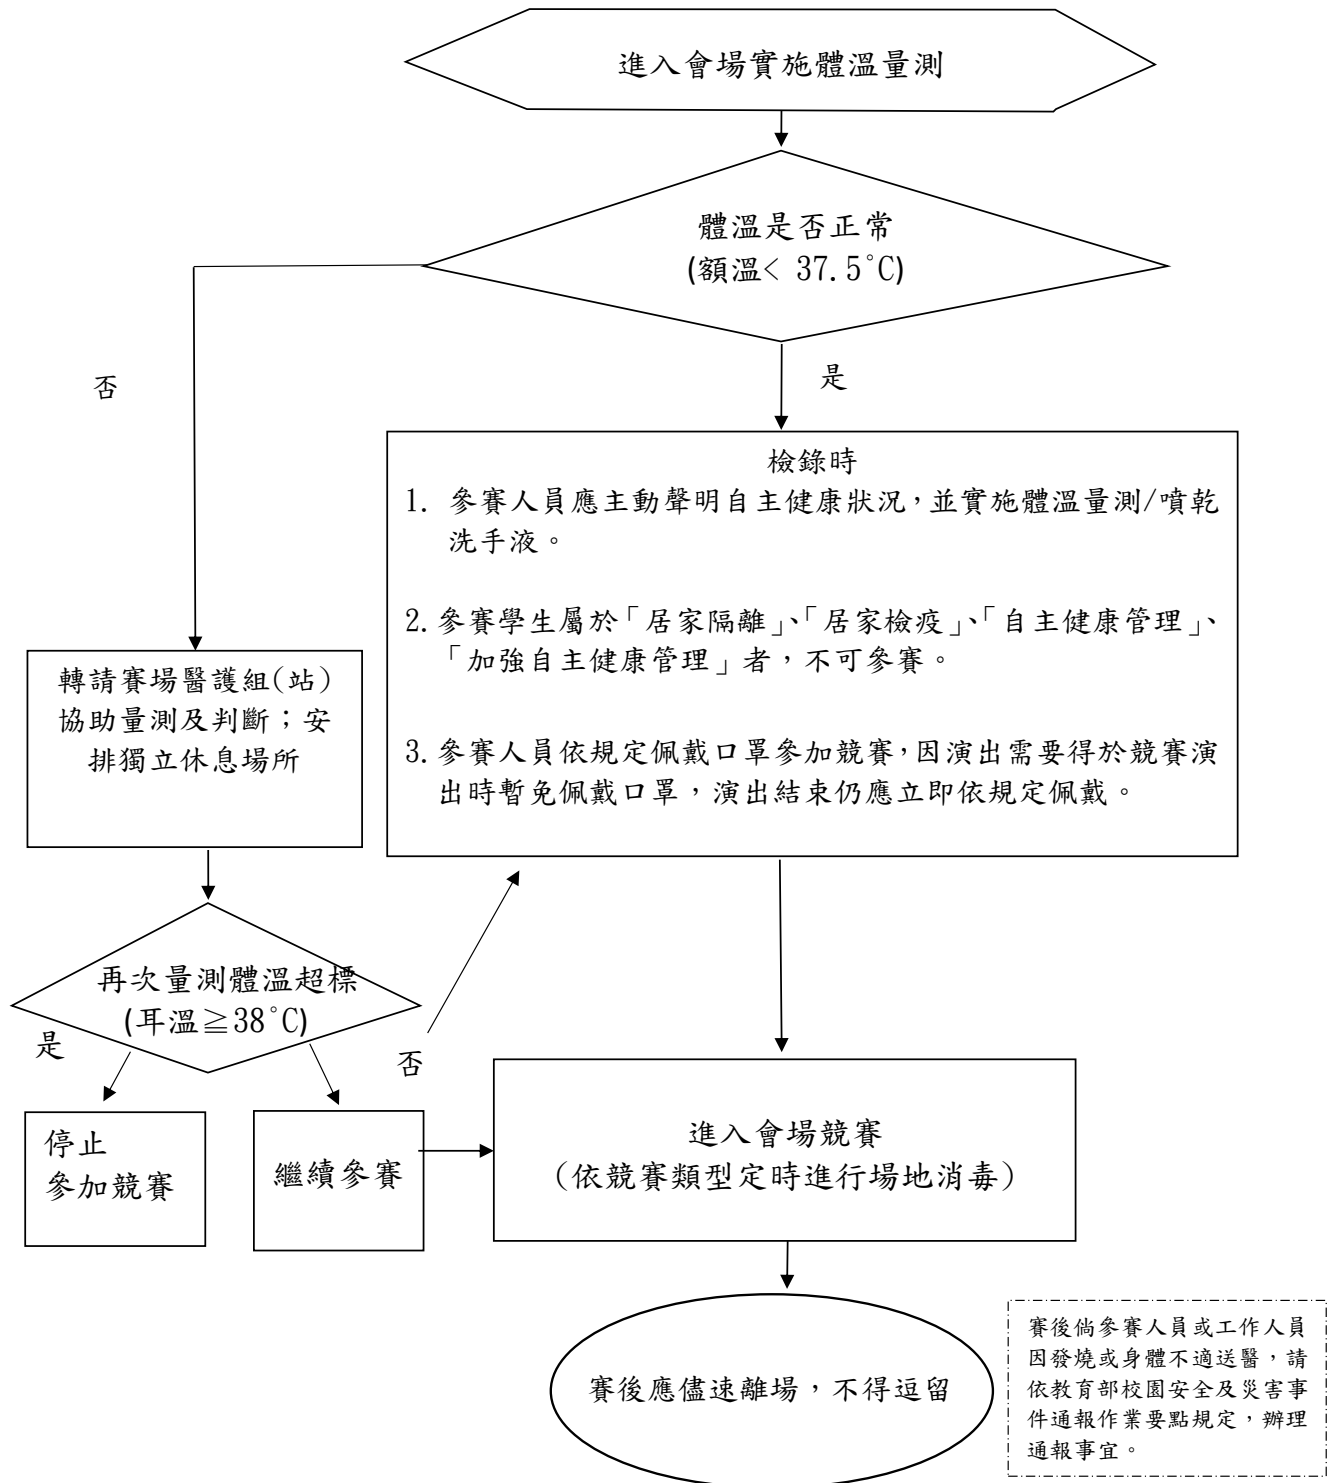 進入會場實施體溫量測
體溫是否正常
(額溫< 37.5°C)
否
是
檢錄時
1. 參賽人員應主動聲明自主健康狀況,並實施體溫量測/噴乾
洗手液。
2. 參賽學生屬於「居家隔離」、「居家檢疫」、「自主健康管理」、
「加強自主健康管理」者,不可參賽。
3. 參賽人員依規定佩戴口罩參加競賽,因演出需要得於競賽演
出時暫免佩戴口罩,演出結束仍應立即依規定佩戴。
轉請賽場醫護組(站)
協助量測及判斷;安
排獨立休息場所
再次量測體溫超標
(耳溫≧38°C)
是
否
停止
參加競賽
繼續參賽
進入會場競賽
(依競賽類型定時進行場地消毒)
賽後應儘速離場,不得逗留
賽後倘參賽人員或工作人員
因發燒或身體不適送醫,請
依教育部校園安全及災害事
件通報作業要點規定,辦理
通報事宜。